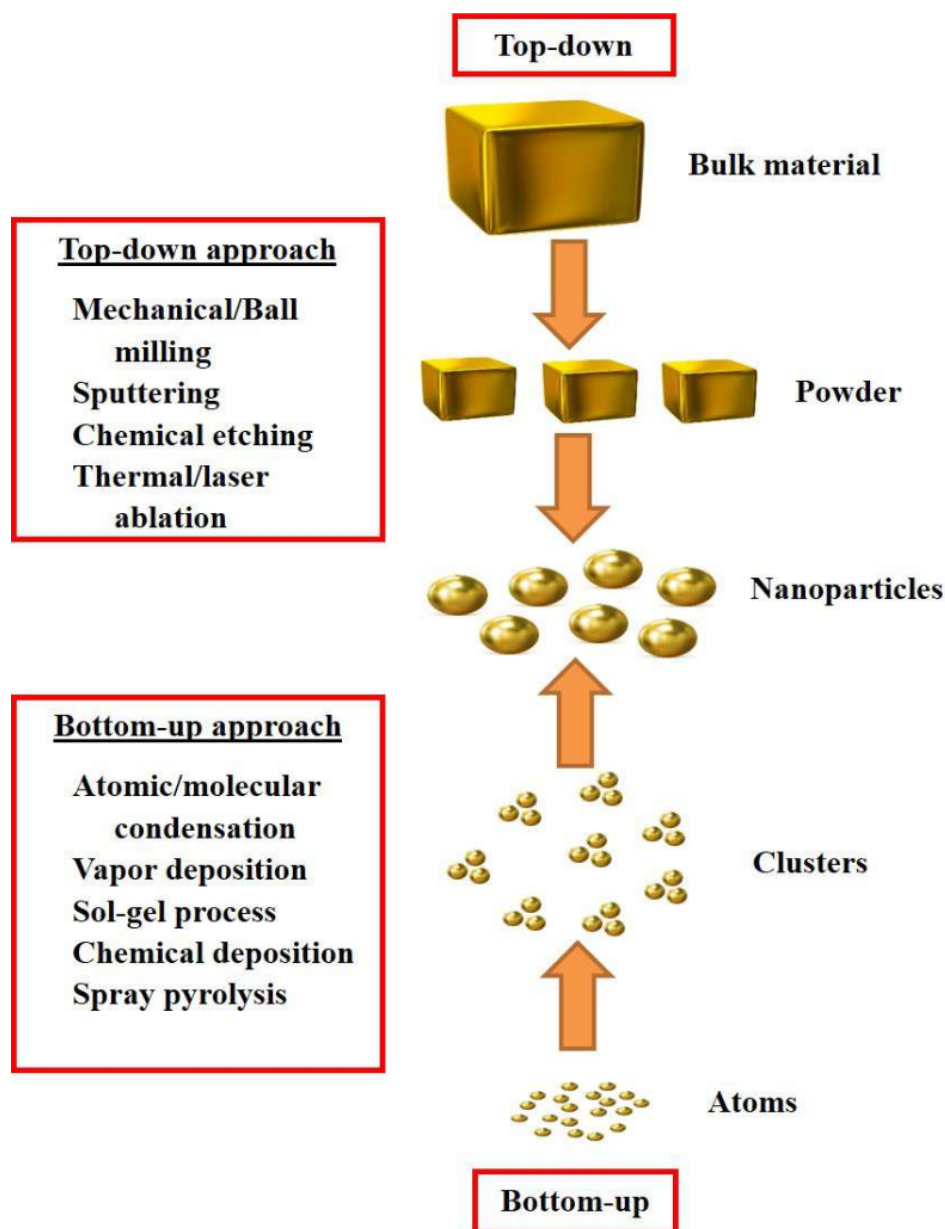 Top-down
Bulk material
Top-down approach
Mechanical/Ball
milling
Sputtering
Chemical etching
Thermal/laser
ablation
Powder
Nanoparticles
Bottom-up approach
Atomic/molecular
condensation
Vapor deposition
Sol-gel process
Chemical deposition
Spray pyrolysis
Clusters
Atoms
Bottom-up